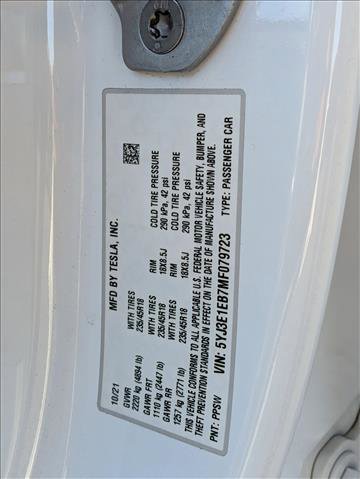 MFD BY TESLA, INC.
10/21
GVWR
2220 kg (4894 lb)
GAWR FRT WITH TIRES RIM COLD TIRE PRESSURE
1110 kg (2447 lb) 235/45R18 18X8.5J 290 kPa, 42 psi
GAWR RR WITH TIRES RIM COLD TIRE PRESSURE
1257 kg (2771 lb) 235/45R18 18X8.5J 290 kPa, 42 psi
THIS VEHICLE CONFORMS TO ALL APPLICABLE U.S. FEDERAL MOTOR VEHICLE SAFETY, BUMPER, AND
THEFT PREVENTION STANDARDS IN EFFECT ON THE DATE OF MANUFACTURE SHOWN ABOVE.
VIN: 5YJ3E1EB7MF079723 TYPE: PASSENGER CAR
PNT: PPSW